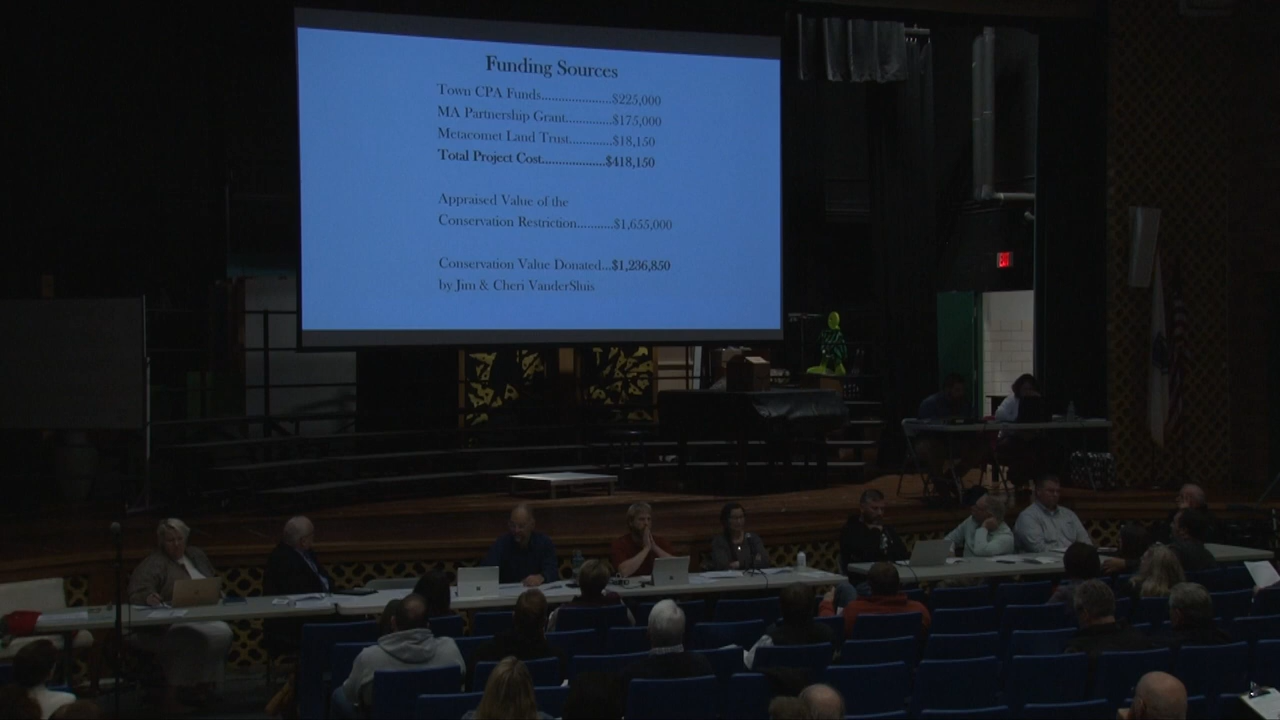 Funding Sources
Town CPA Funds.....................$225,000
MA Partnership Grant.............$175,000
Metacomet Land Trust.............$18,150
Total Project Cost...................$418,150
Appraised Value of the
Conservation Restriction...........$1,655,000
Conservation Value Donated...$1,236,850
by Jim & Cheri VanderSluis